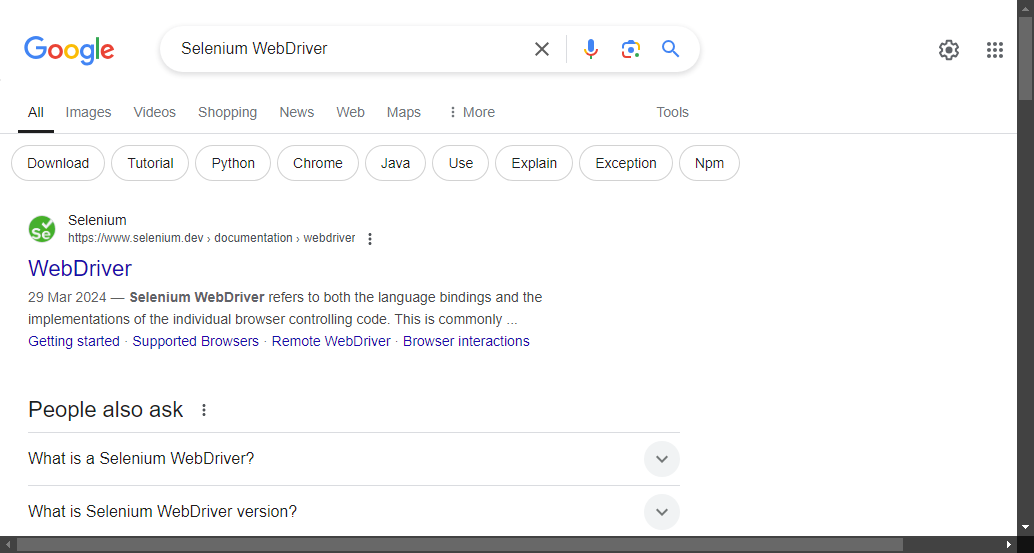 Google
Selenium WebDriver
All Images Videos Shopping News Web Maps More Tools
Download Tutorial Python Chrome Java Use Explain Exception Npm
Se
Selenium
https://www.selenium.dev › documentation › webdriver
WebDriver
29 Mar 2024 — Selenium WebDriver refers to both the language bindings and the
implementations of the individual browser controlling code. This is commonly ...
Getting started · Supported Browsers · Remote WebDriver · Browser interactions
People also ask
What is a Selenium WebDriver?
What is Selenium WebDriver version?